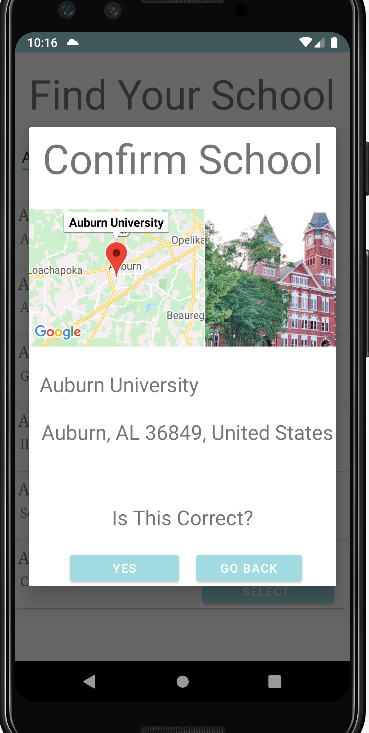 10:16
Find Your School
Confirm School
Auburn University
Opelika
Loachapoka
Auburn
Beaureg
Google
Auburn University
Auburn, AL 36849, United States
Is This Correct?
YES
GO BACK
SELECT